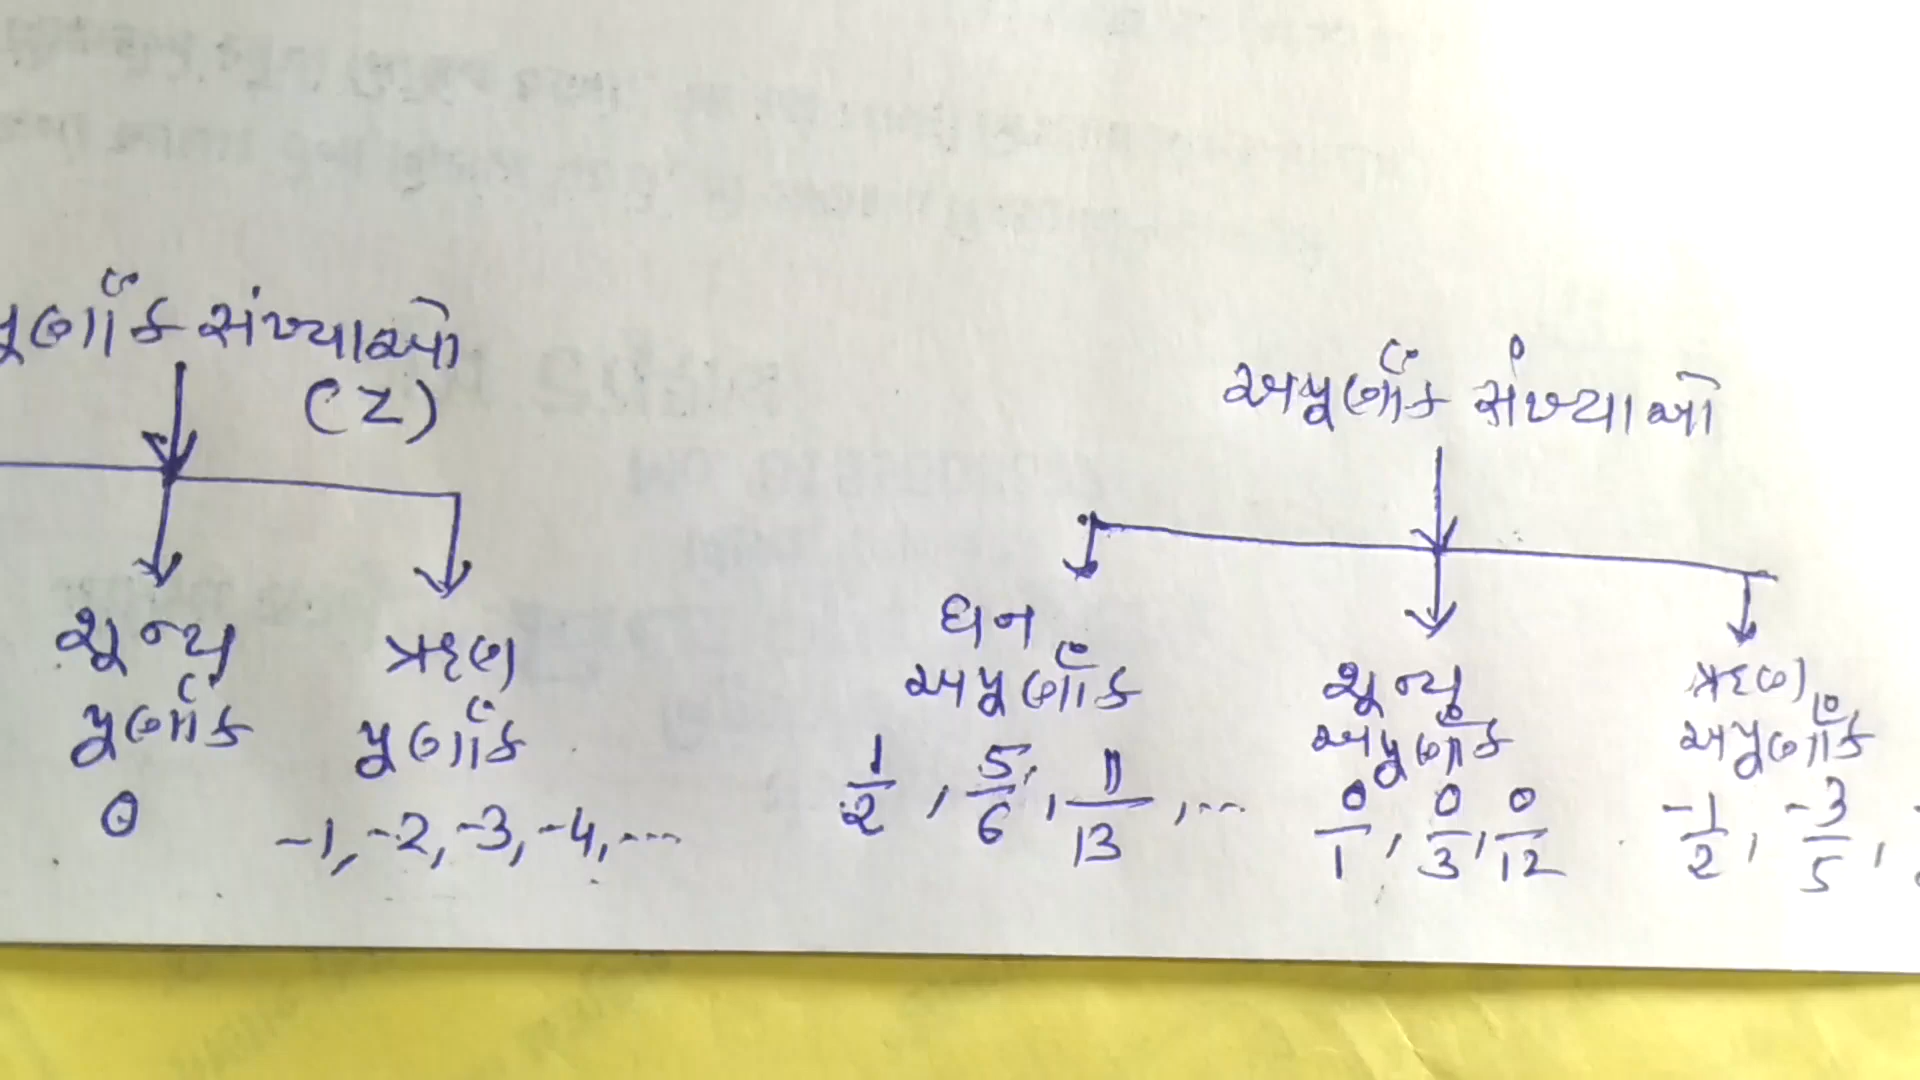 પૂર્ણાંક સંખ્યાઓ
(Z)
શૂન્ય
પૂર્ણાંક
0
ઋણ
પૂર્ણાંક
-1, -2, -3, -4, ...
અપૂર્ણાંક સંખ્યાઓ
ધન
અપૂર્ણાંક
1/2, 5/6, 11/13, ...
શૂન્ય
અપૂર્ણાંક
0/1, 0/3, 0/12
ઋણ
અપૂર્ણાંક
-1/2, -3/5,